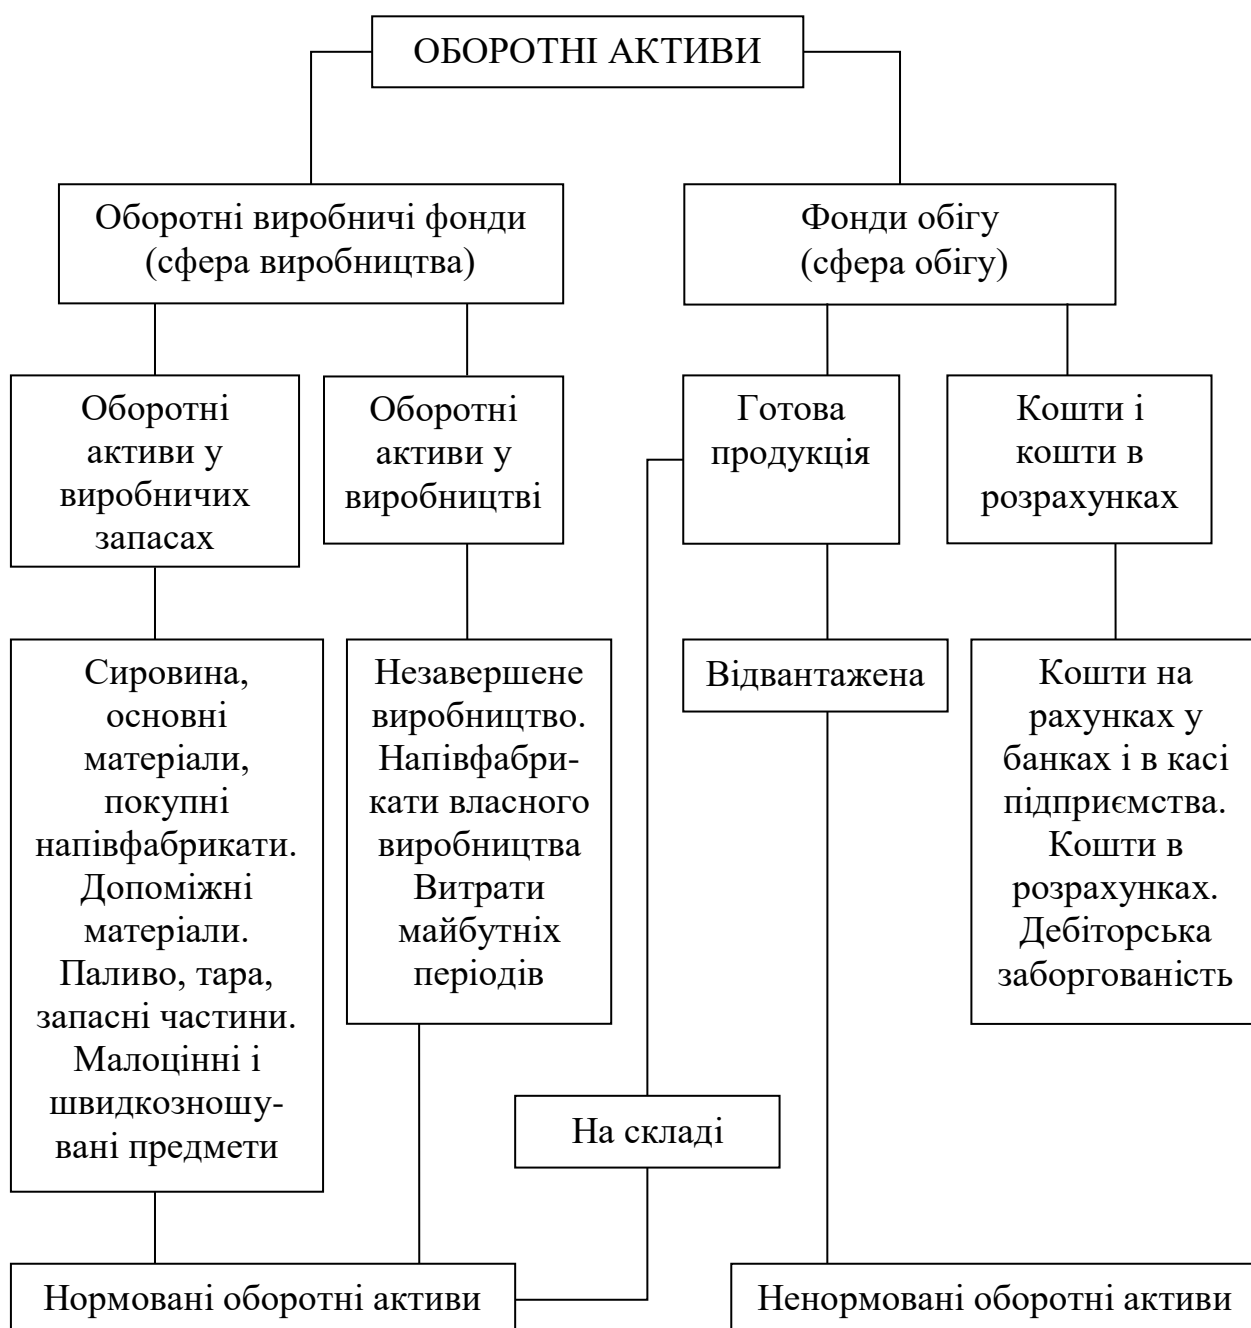 ОБОРОТНІ АКТИВИ
Оборотні виробничі фонди
(сфера виробництва)
Фонди обігу
(сфера обігу)
Оборотні
активи у
виробничих
запасах
Оборотні
активи у
виробництві
Готова
продукція
Кошти і
кошти в
розрахунках
Сировина,
основні
матеріали,
покупні
напівфабрикати.
Допоміжні
матеріали.
Паливо, тара,
запасні частини.
Малоцінні і
швидкозношу-
вані предмети
Незавершене
виробництво.
Напівфабри-
кати власного
виробництва
Витрати
майбутніх
періодів
Відвантажена
Кошти на
рахунках у
банках і в касі
підприємства.
Кошти в
розрахунках.
Дебіторська
заборгованість
На складі
Нормовані оборотні активи
Ненормовані оборотні активи